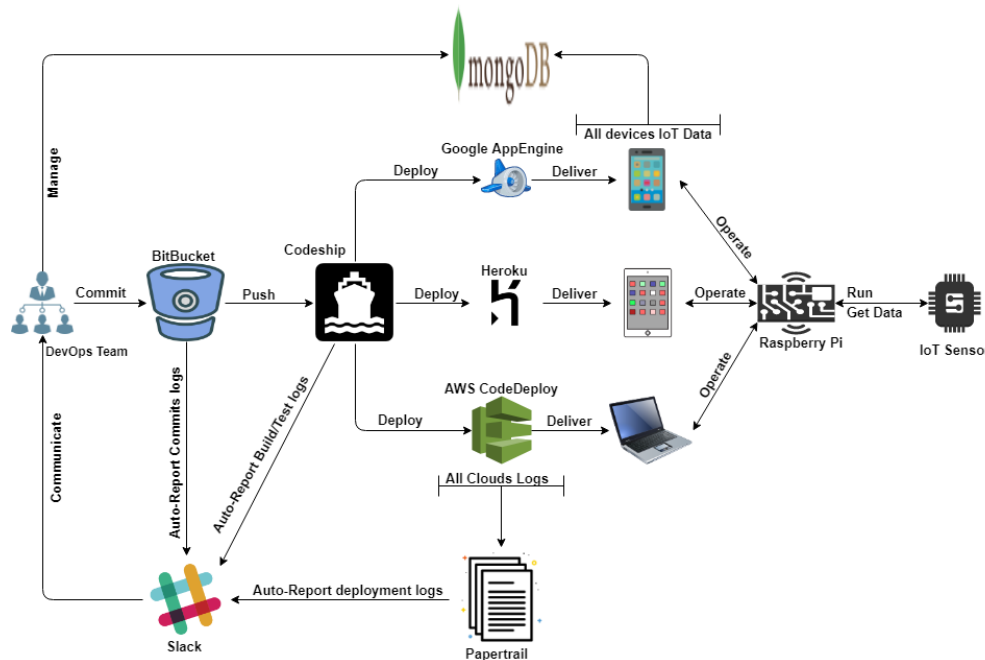 mongoDB
All devices IoT Data
Google AppEngine
Deploy
Deliver
Manage
Operate
BitBucket
Codeship
Heroku
Commit
Push
Deploy
Deliver
Operate
Run
Get Data
DevOps Team
Raspberry Pi
IoT Senso
Operate
AWS CodeDeploy
Deploy
Deliver
Communicate
Auto-Report Commits logs
Auto-Report Build/Test logs
All Clouds Logs
Auto-Report deployment logs
Slack
Papertrail